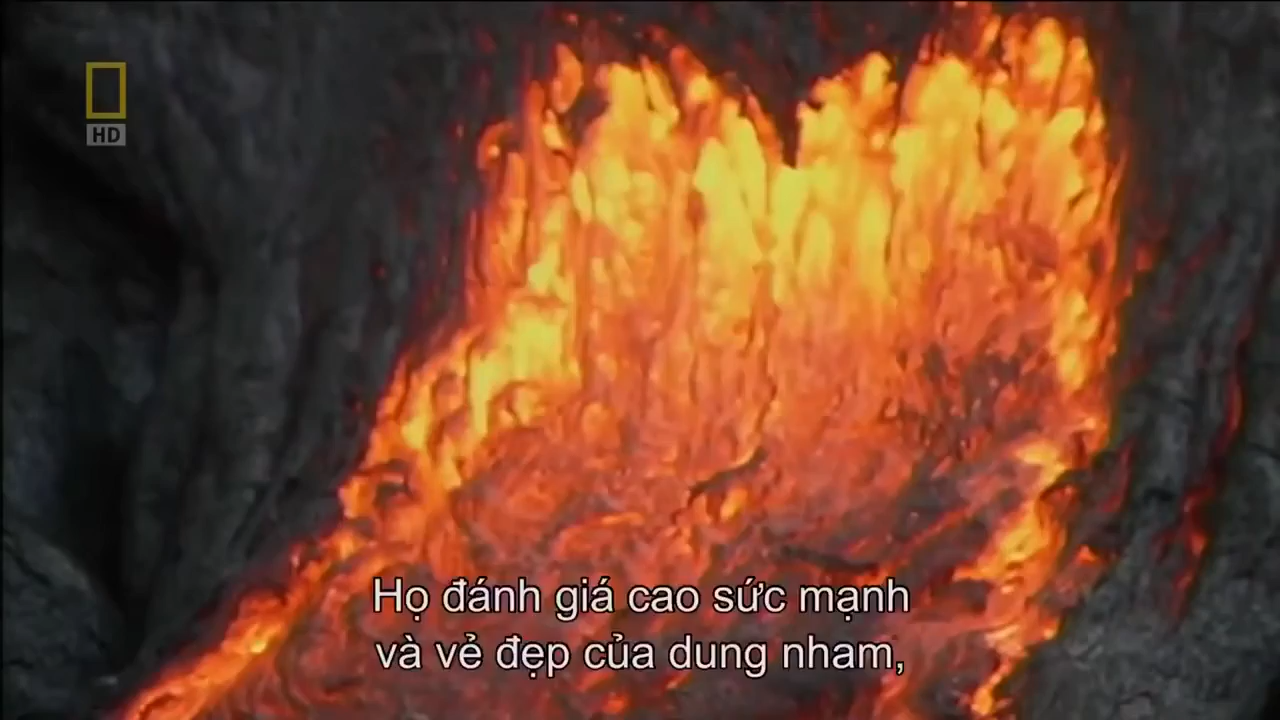 HD
Họ đánh giá cao sức mạnh
và vẻ đẹp của dung nham,